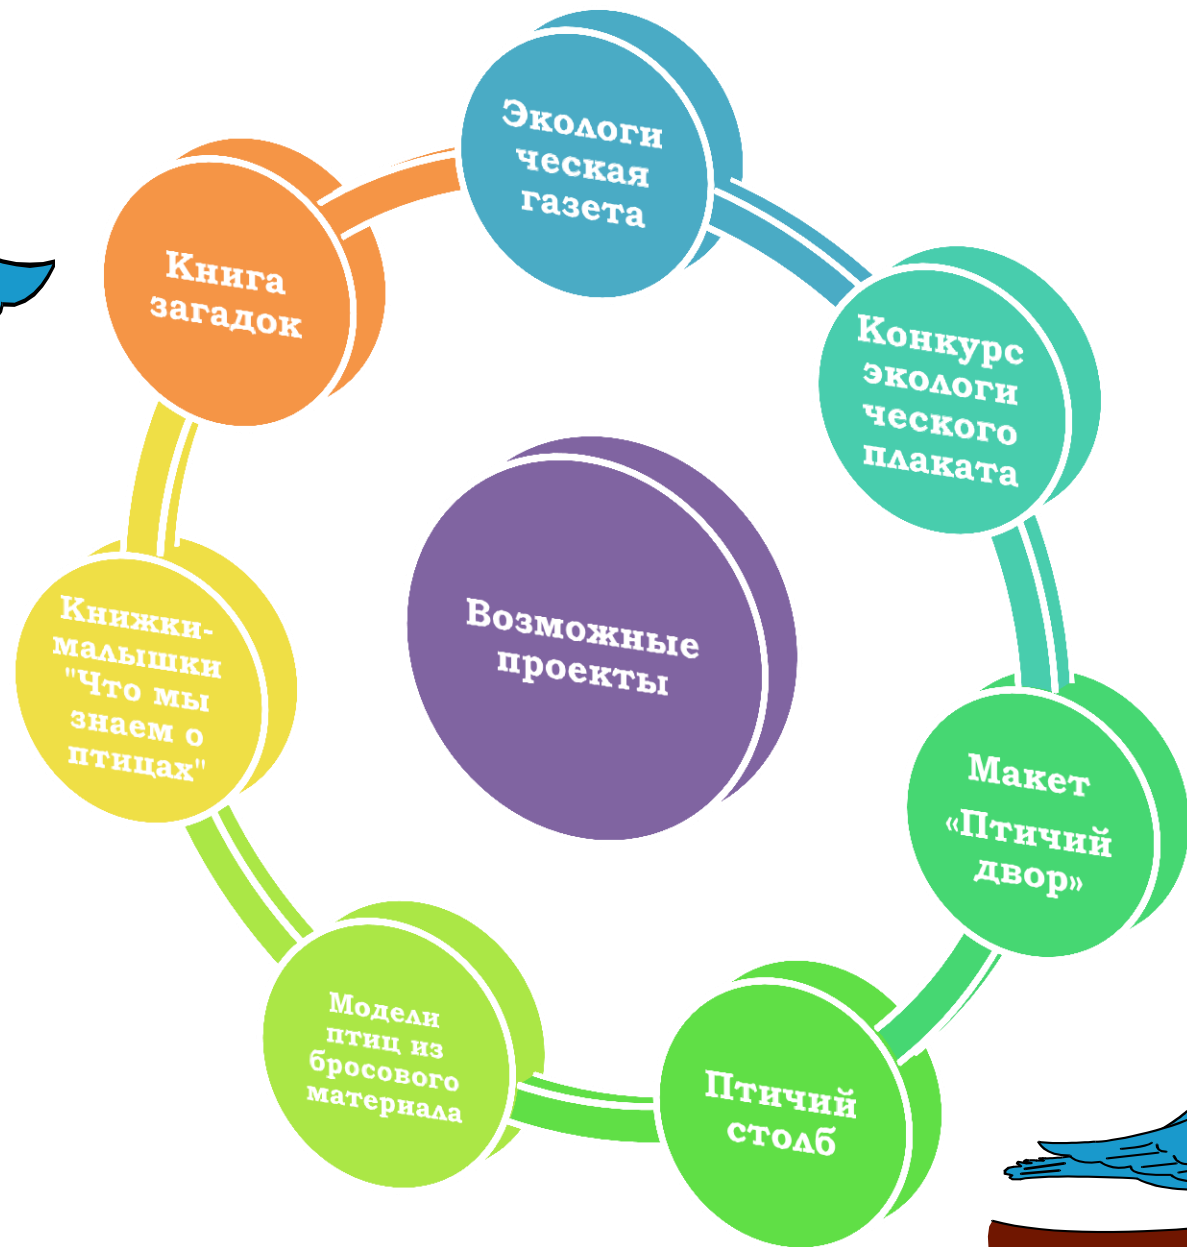 Экологи
ческая
газета
Конкурс
экологи
ческого
плаката
Макет
«Птичий
двор»
Птичий
столб
Модели
птиц из
бросового
материала
Книжки-
малышки
"Что мы
знаем о
птицах"
Книга
загадок
Возможные
проекты